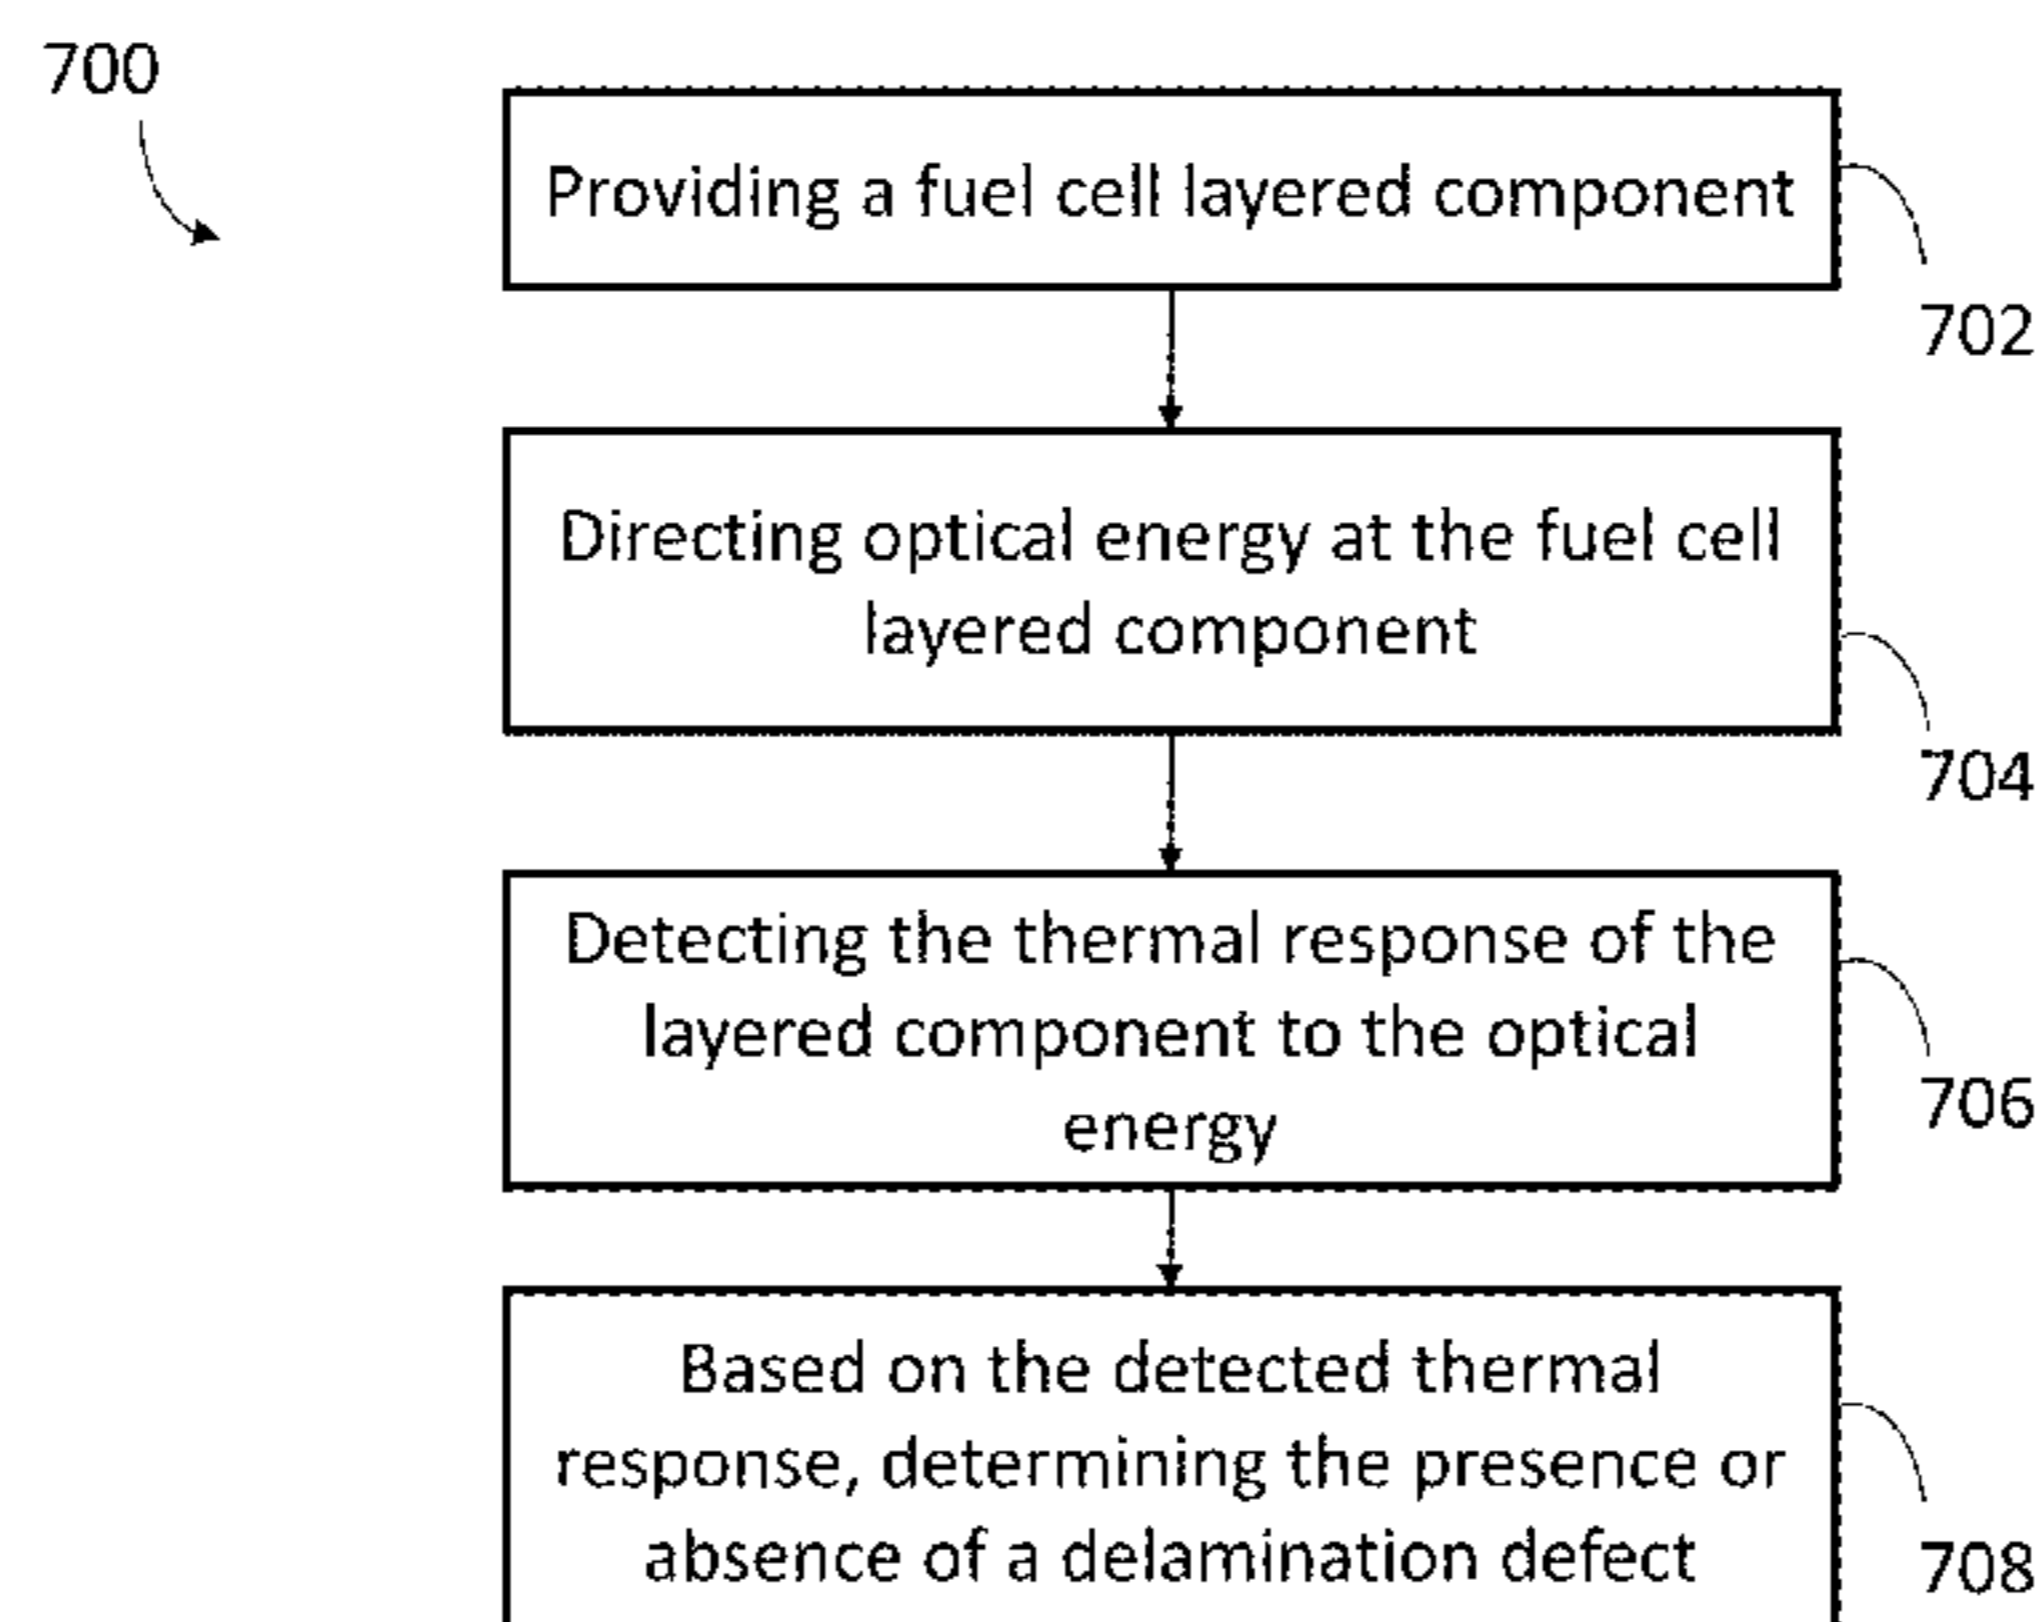 700
Providing a fuel cell layered component
702
Directing optical energy at the fuel cell
layered component
704
Detecting the thermal response of the
layered component to the optical
energy
706
Based on the detected thermal
response, determining the presence or
absence of a delamination defect
708